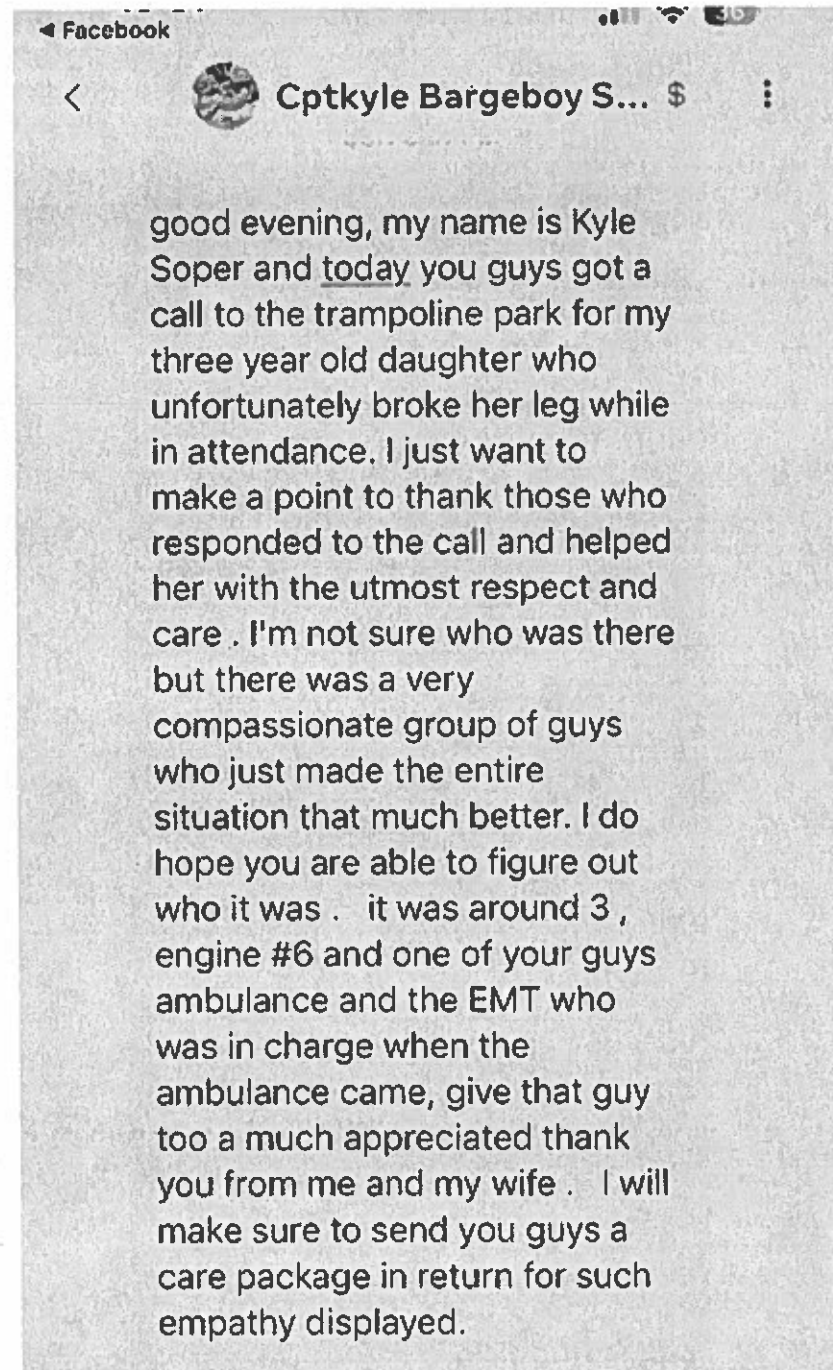 ◄ Facebook
36
< Cptkyle Bargeboy S... $
good evening, my name is Kyle
Soper and today you guys got a
call to the trampoline park for my
three year old daughter who
unfortunately broke her leg while
in attendance. I just want to
make a point to thank those who
responded to the call and helped
her with the utmost respect and
care . I'm not sure who was there
but there was a very
compassionate group of guys
who just made the entire
situation that much better. I do
hope you are able to figure out
who it was .   it was around 3 ,
engine #6 and one of your guys
ambulance and the EMT who
was in charge when the
ambulance came, give that guy
too a much appreciated thank
you from me and my wife .   I will
make sure to send you guys a
care package in return for such
empathy displayed.